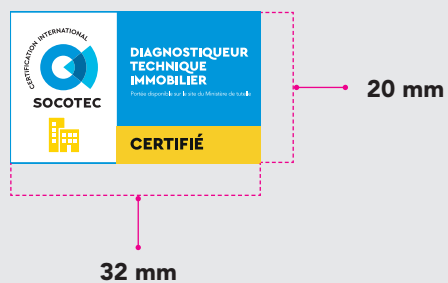 CERTIFICATION INTERNATIONAL
SOCOTEC
DIAGNOSTIQUEUR
TECHNIQUE
IMMOBILIER
Portée disponible sur le site du Ministère de tutelle
CERTIFIÉ
20 mm
32 mm